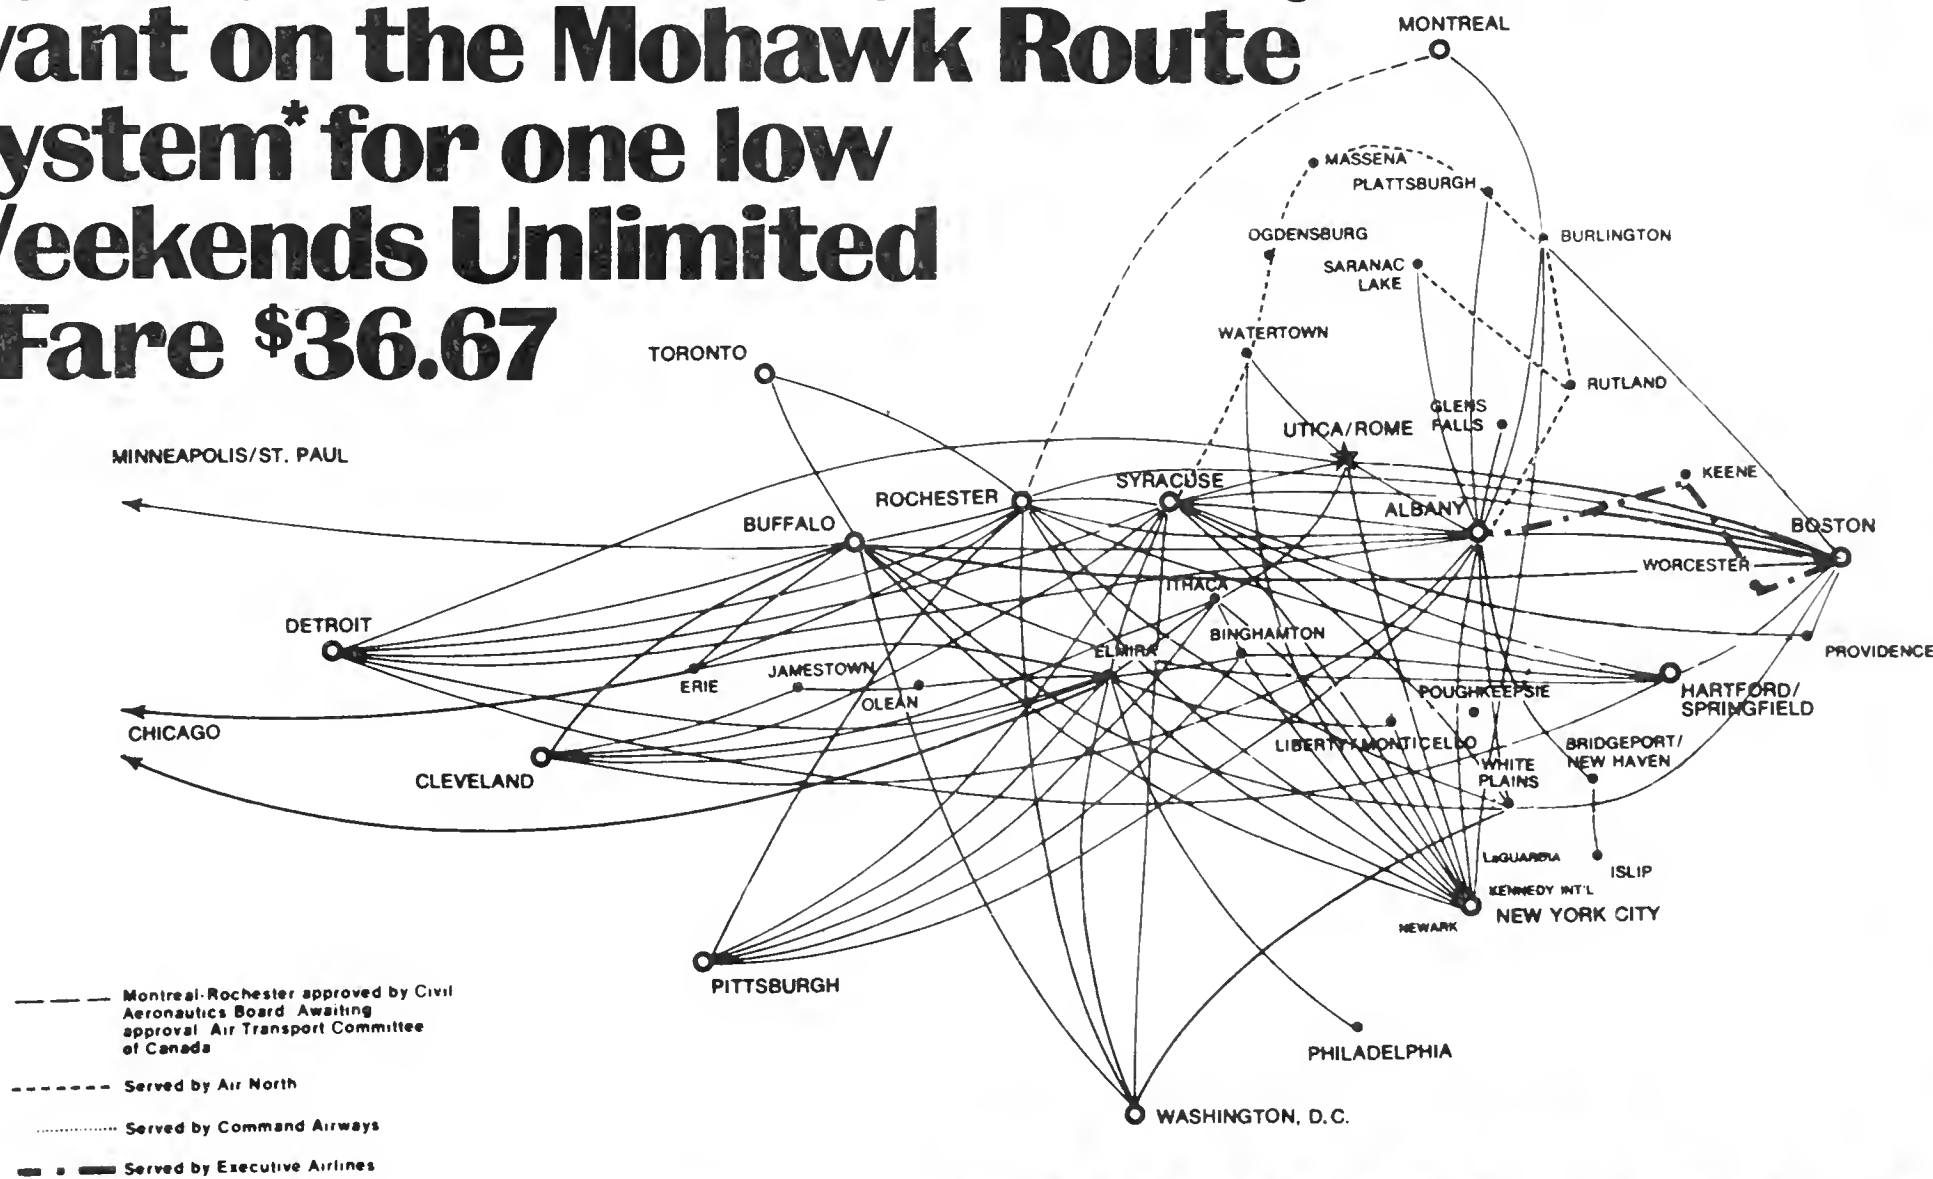 vant on the Mohawk Route
ystem* for one low
Weekends Unlimited
Fare $36.67
MONTREAL
MASSENA
PLATTSBURGH
OGDENSBURG
BURLINGTON
SARANAC
LAKE
WATERTOWN
TORONTO
RUTLAND
GLENS
FALLS
UTICA/ROME
MINNEAPOLIS/ST. PAUL
KEENE
SYRACUSE
ROCHESTER
ALBANY
BUFFALO
BOSTON
WORCESTER
ITHACA
DETROIT
BINGHAMTON
ELMIRA
PROVIDENCE
JAMESTOWN
ERIE
OLEAN
POUGHKEEPSIE
HARTFORD/
SPRINGFIELD
CHICAGO
LIBERTY/MONTICELLO
BRIDGEPORT/
NEW HAVEN
WHITE
PLAINS
CLEVELAND
LaGUARDIA
ISLIP
KENNEDY INT'L
NEW YORK CITY
NEWARK
PITTSBURGH
Montreal-Rochester approved by Civil
Aeronautics Board Awaiting
approval Air Transport Committee
of Canada
PHILADELPHIA
Served by Air North
WASHINGTON, D.C.
Served by Command Airways
Served by Executive Airlines